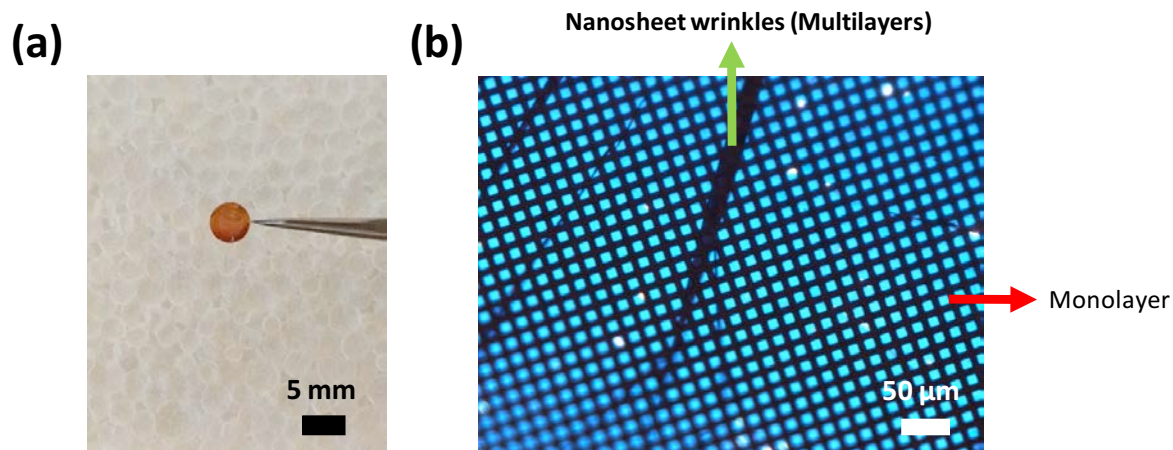 (a)
(b)
Nanosheet wrinkles (Multilayers)
Monolayer
5 mm
50 µm